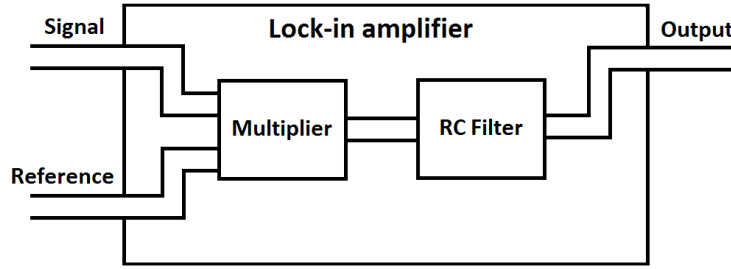 Signal
Lock-in amplifier
Output
Multiplier
RC Filter
Reference